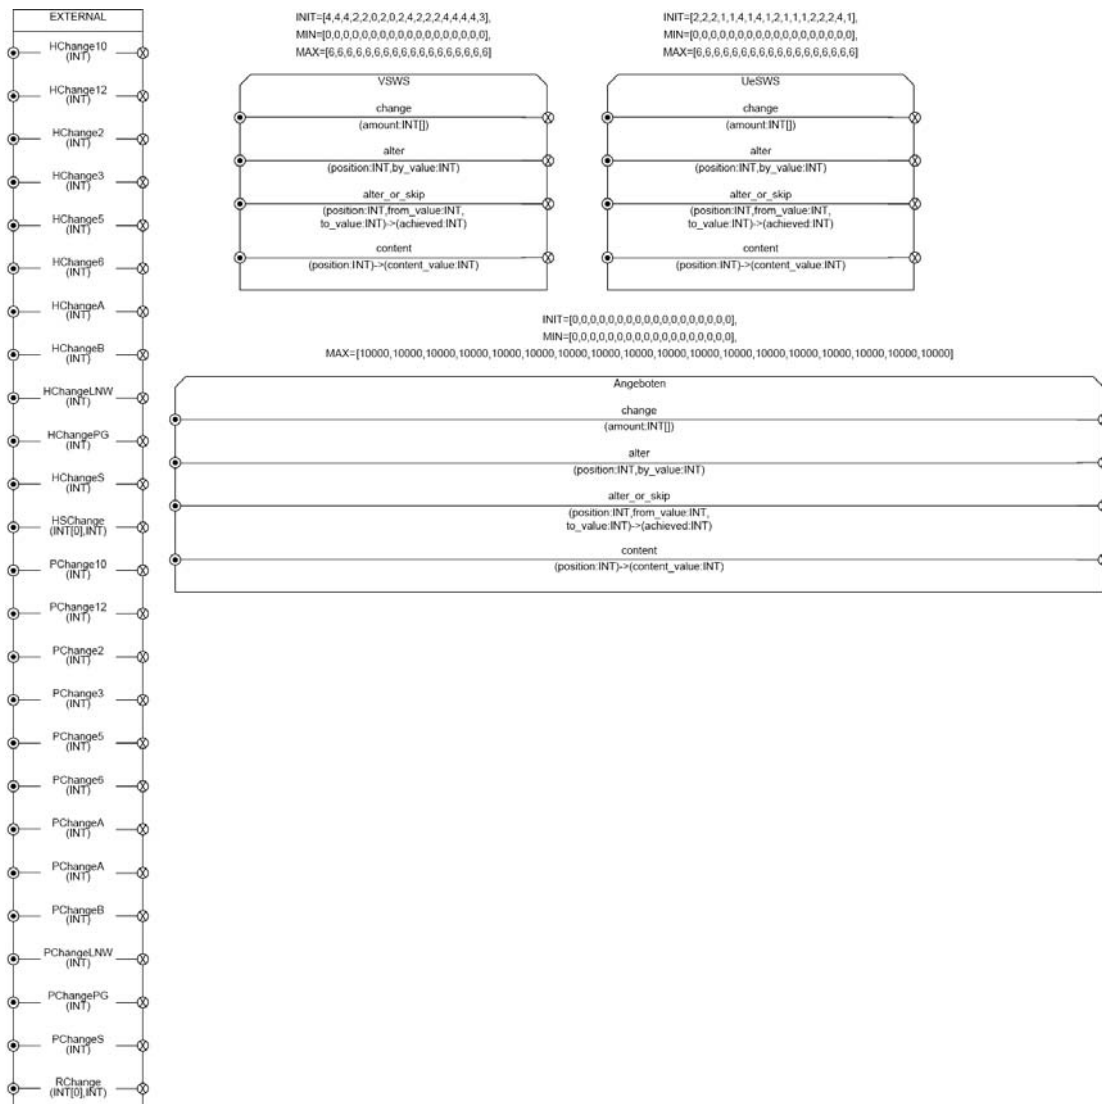 EXTERNAL
HChange10
(INT)
HChange12
(INT)
HChange2
(INT)
HChange3
(INT)
HChange5
(INT)
HChange6
(INT)
HChangeA
(INT)
HChangeB
(INT)
HChangeLNW
(INT)
HChangePG
(INT)
HChangeS
(INT)
HSChange
(INT[0],INT)
PChange10
(INT)
PChange12
(INT)
PChange2
(INT)
PChange3
(INT)
PChange5
(INT)
PChange6
(INT)
PChangeA
(INT)
PChangeA
(INT)
PChangeB
(INT)
PChangeLNW
(INT)
PChangePG
(INT)
PChangeS
(INT)
RChange
(INT[0],INT)
INIT=[4,4,4,2,2,0,2,0,2,4,2,2,2,4,4,4,4,3],
MIN=[0,0,0,0,0,0,0,0,0,0,0,0,0,0,0,0,0,0],
MAX=[6,6,6,6,6,6,6,6,6,6,6,6,6,6,6,6,6,6]
VSWS
change
(amount:INT[])
alter
(position:INT,by_value:INT)
alter_or_skip
(position:INT,from_value:INT,
to_value:INT)->(achieved:INT)
content
(position:INT)->(content_value:INT)
INIT=[2,2,2,1,1,4,1,4,1,2,1,1,1,2,2,2,4,1],
MIN=[0,0,0,0,0,0,0,0,0,0,0,0,0,0,0,0,0,0],
MAX=[6,6,6,6,6,6,6,6,6,6,6,6,6,6,6,6,6,6]
UeSWS
change
(amount:INT[])
alter
(position:INT,by_value:INT)
alter_or_skip
(position:INT,from_value:INT,
to_value:INT)->(achieved:INT)
content
(position:INT)->(content_value:INT)
INIT=[0,0,0,0,0,0,0,0,0,0,0,0,0,0,0,0,0,0],
MIN=[0,0,0,0,0,0,0,0,0,0,0,0,0,0,0,0,0,0],
MAX=[10000,10000,10000,10000,10000,10000,10000,10000,10000,10000,10000,10000,10000,10000,10000,10000,10000,10000]
Angeboten
change
(amount:INT[])
alter
(position:INT,by_value:INT)
alter_or_skip
(position:INT,from_value:INT,
to_value:INT)->(achieved:INT)
content
(position:INT)->(content_value:INT)